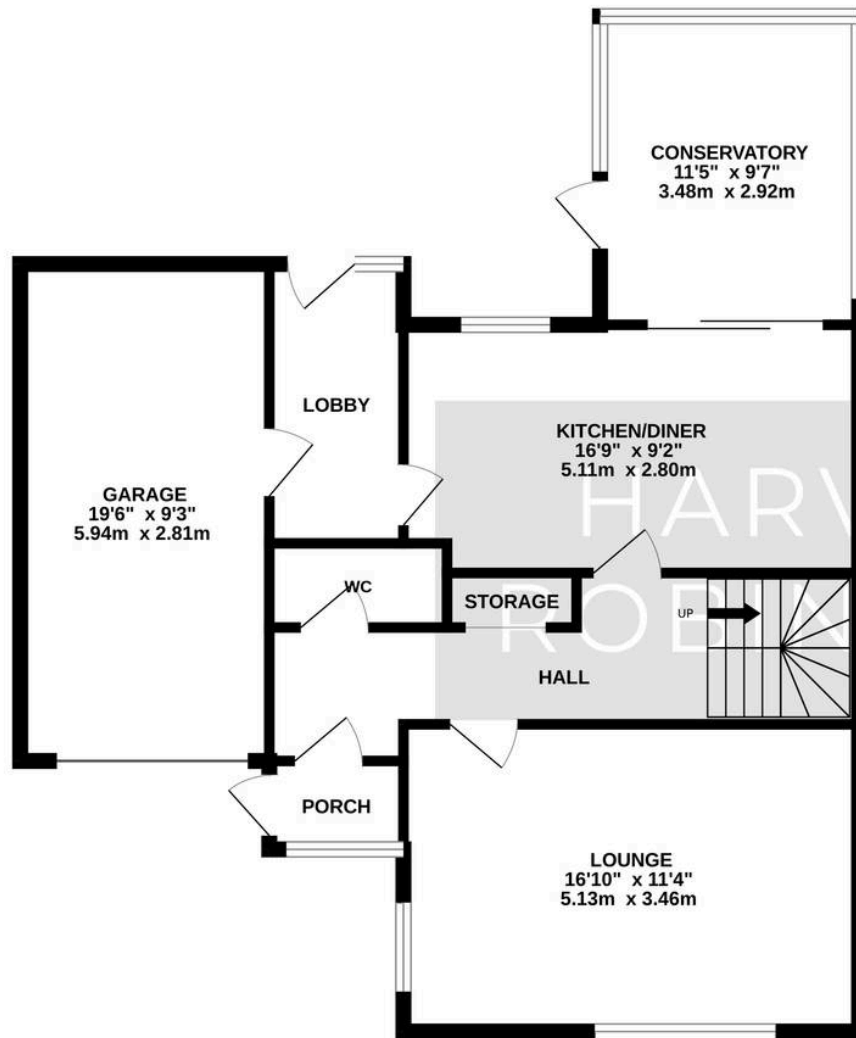 CONSERVATORY
11'5" x 9'7"
3.48m x 2.92m
LOBBY
KITCHEN/DINER
16'9" x 9'2"
5.11m x 2.80m
GARAGE
19'6" x 9'3"
5.94m x 2.81m
WC
STORAGE
UP
HALL
PORCH
LOUNGE
16'10" x 11'4"
5.13m x 3.46m